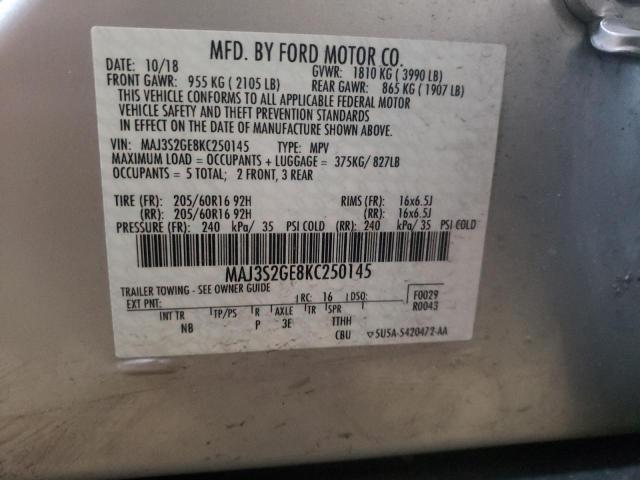 MFD. BY FORD MOTOR CO.
DATE: 10/18 GVWR: 1810 KG ( 3990 LB)
FRONT GAWR: 955 KG ( 2105 LB) REAR GAWR: 865 KG ( 1907 LB)
THIS VEHICLE CONFORMS TO ALL APPLICABLE FEDERAL MOTOR
VEHICLE SAFETY AND THEFT PREVENTION STANDARDS
IN EFFECT ON THE DATE OF MANUFACTURE SHOWN ABOVE.
VIN: MAJ3S2GE8KC250145 TYPE: MPV
MAXIMUM LOAD = OCCUPANTS + LUGGAGE = 375KG/ 827LB
OCCUPANTS = 5 TOTAL; 2 FRONT, 3 REAR
TIRE (FR): 205/60R16 92H RIMS (FR): 16x6.5J
(RR): 205/60R16 92H (RR): 16x6.5J
PRESSURE (FR): 240 kPa/ 35 PSI COLD (RR): 240 kPa/ 35 PSI COLD
MAJ3S2GE8KC250145
TRAILER TOWING - SEE OWNER GUIDE
EXT PNT: RC: 16 DSO: F0029
R0043
INT TR TP/PS R AXLE TR SPR
NB P 3E TTHH
CBU SU5A-S420472-AA